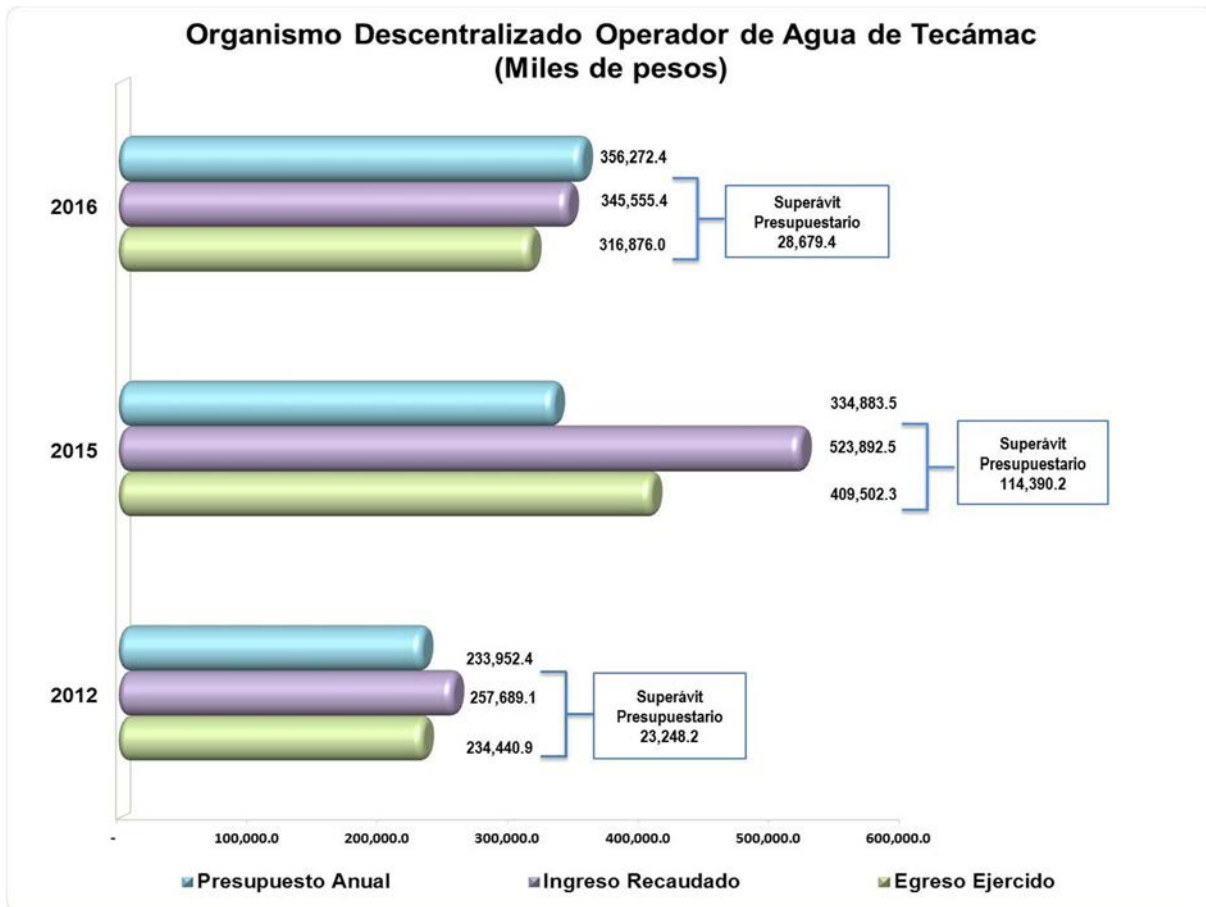 Organismo Descentralizado Operador de Agua de Tecámac
(Miles de pesos)
2016
356,272.4
345,555.4
316,876.0
Superávit
Presupuestario
28,679.4
2015
334,883.5
523,892.5
409,502.3
Superávit
Presupuestario
114,390.2
2012
233,952.4
257,689.1
234,440.9
Superávit
Presupuestario
23,248.2
- 100,000.0 200,000.0 300,000.0 400,000.0 500,000.0 600,000.0
Presupuesto Anual Ingreso Recaudado Egreso Ejercido